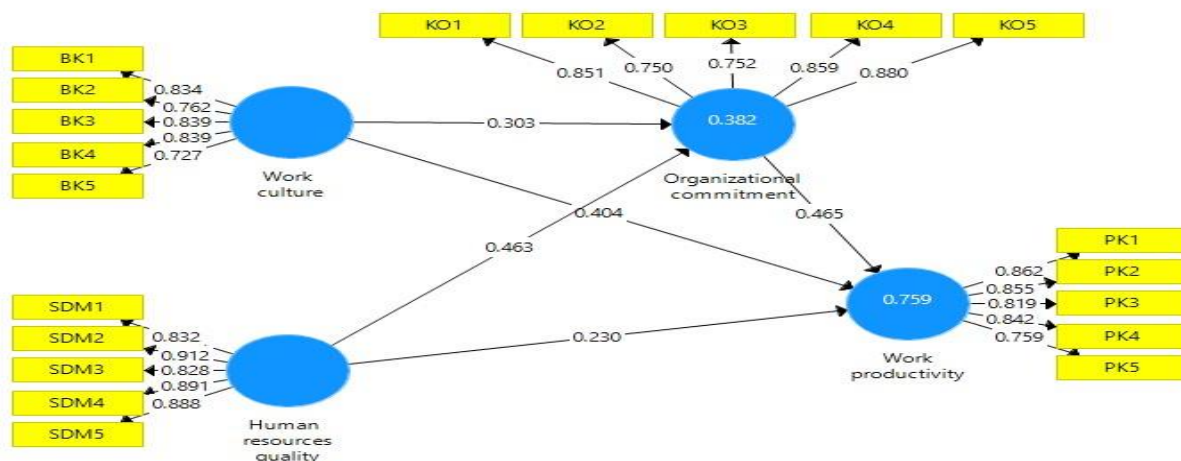 KO1
KO2
KO3
KO4
KO5
0.851
0.750
0.752
0.859
0.880
BK1
BK2
BK3
BK4
BK5
0.834
0.762
0.839
0.839
0.727
Work
culture
0.303
0.382
Organizational
commitment
0.404
0.465
0.463
SDM1
SDM2
SDM3
SDM4
SDM5
0.832
0.912
0.828
0.891
0.888
Human
resources
quality
0.230
0.759
Work
productivity
0.862
0.855
0.819
0.842
0.759
PK1
PK2
PK3
PK4
PK5